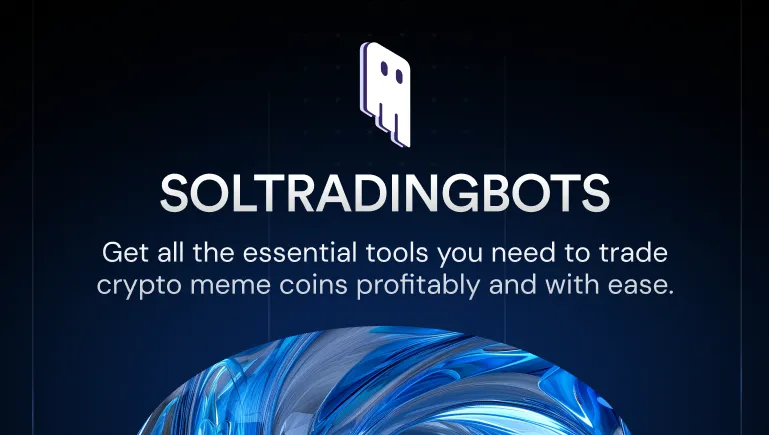 SOLTRADINGBOTS
Get all the essential tools you need to trade
crypto meme coins profitably and with ease.